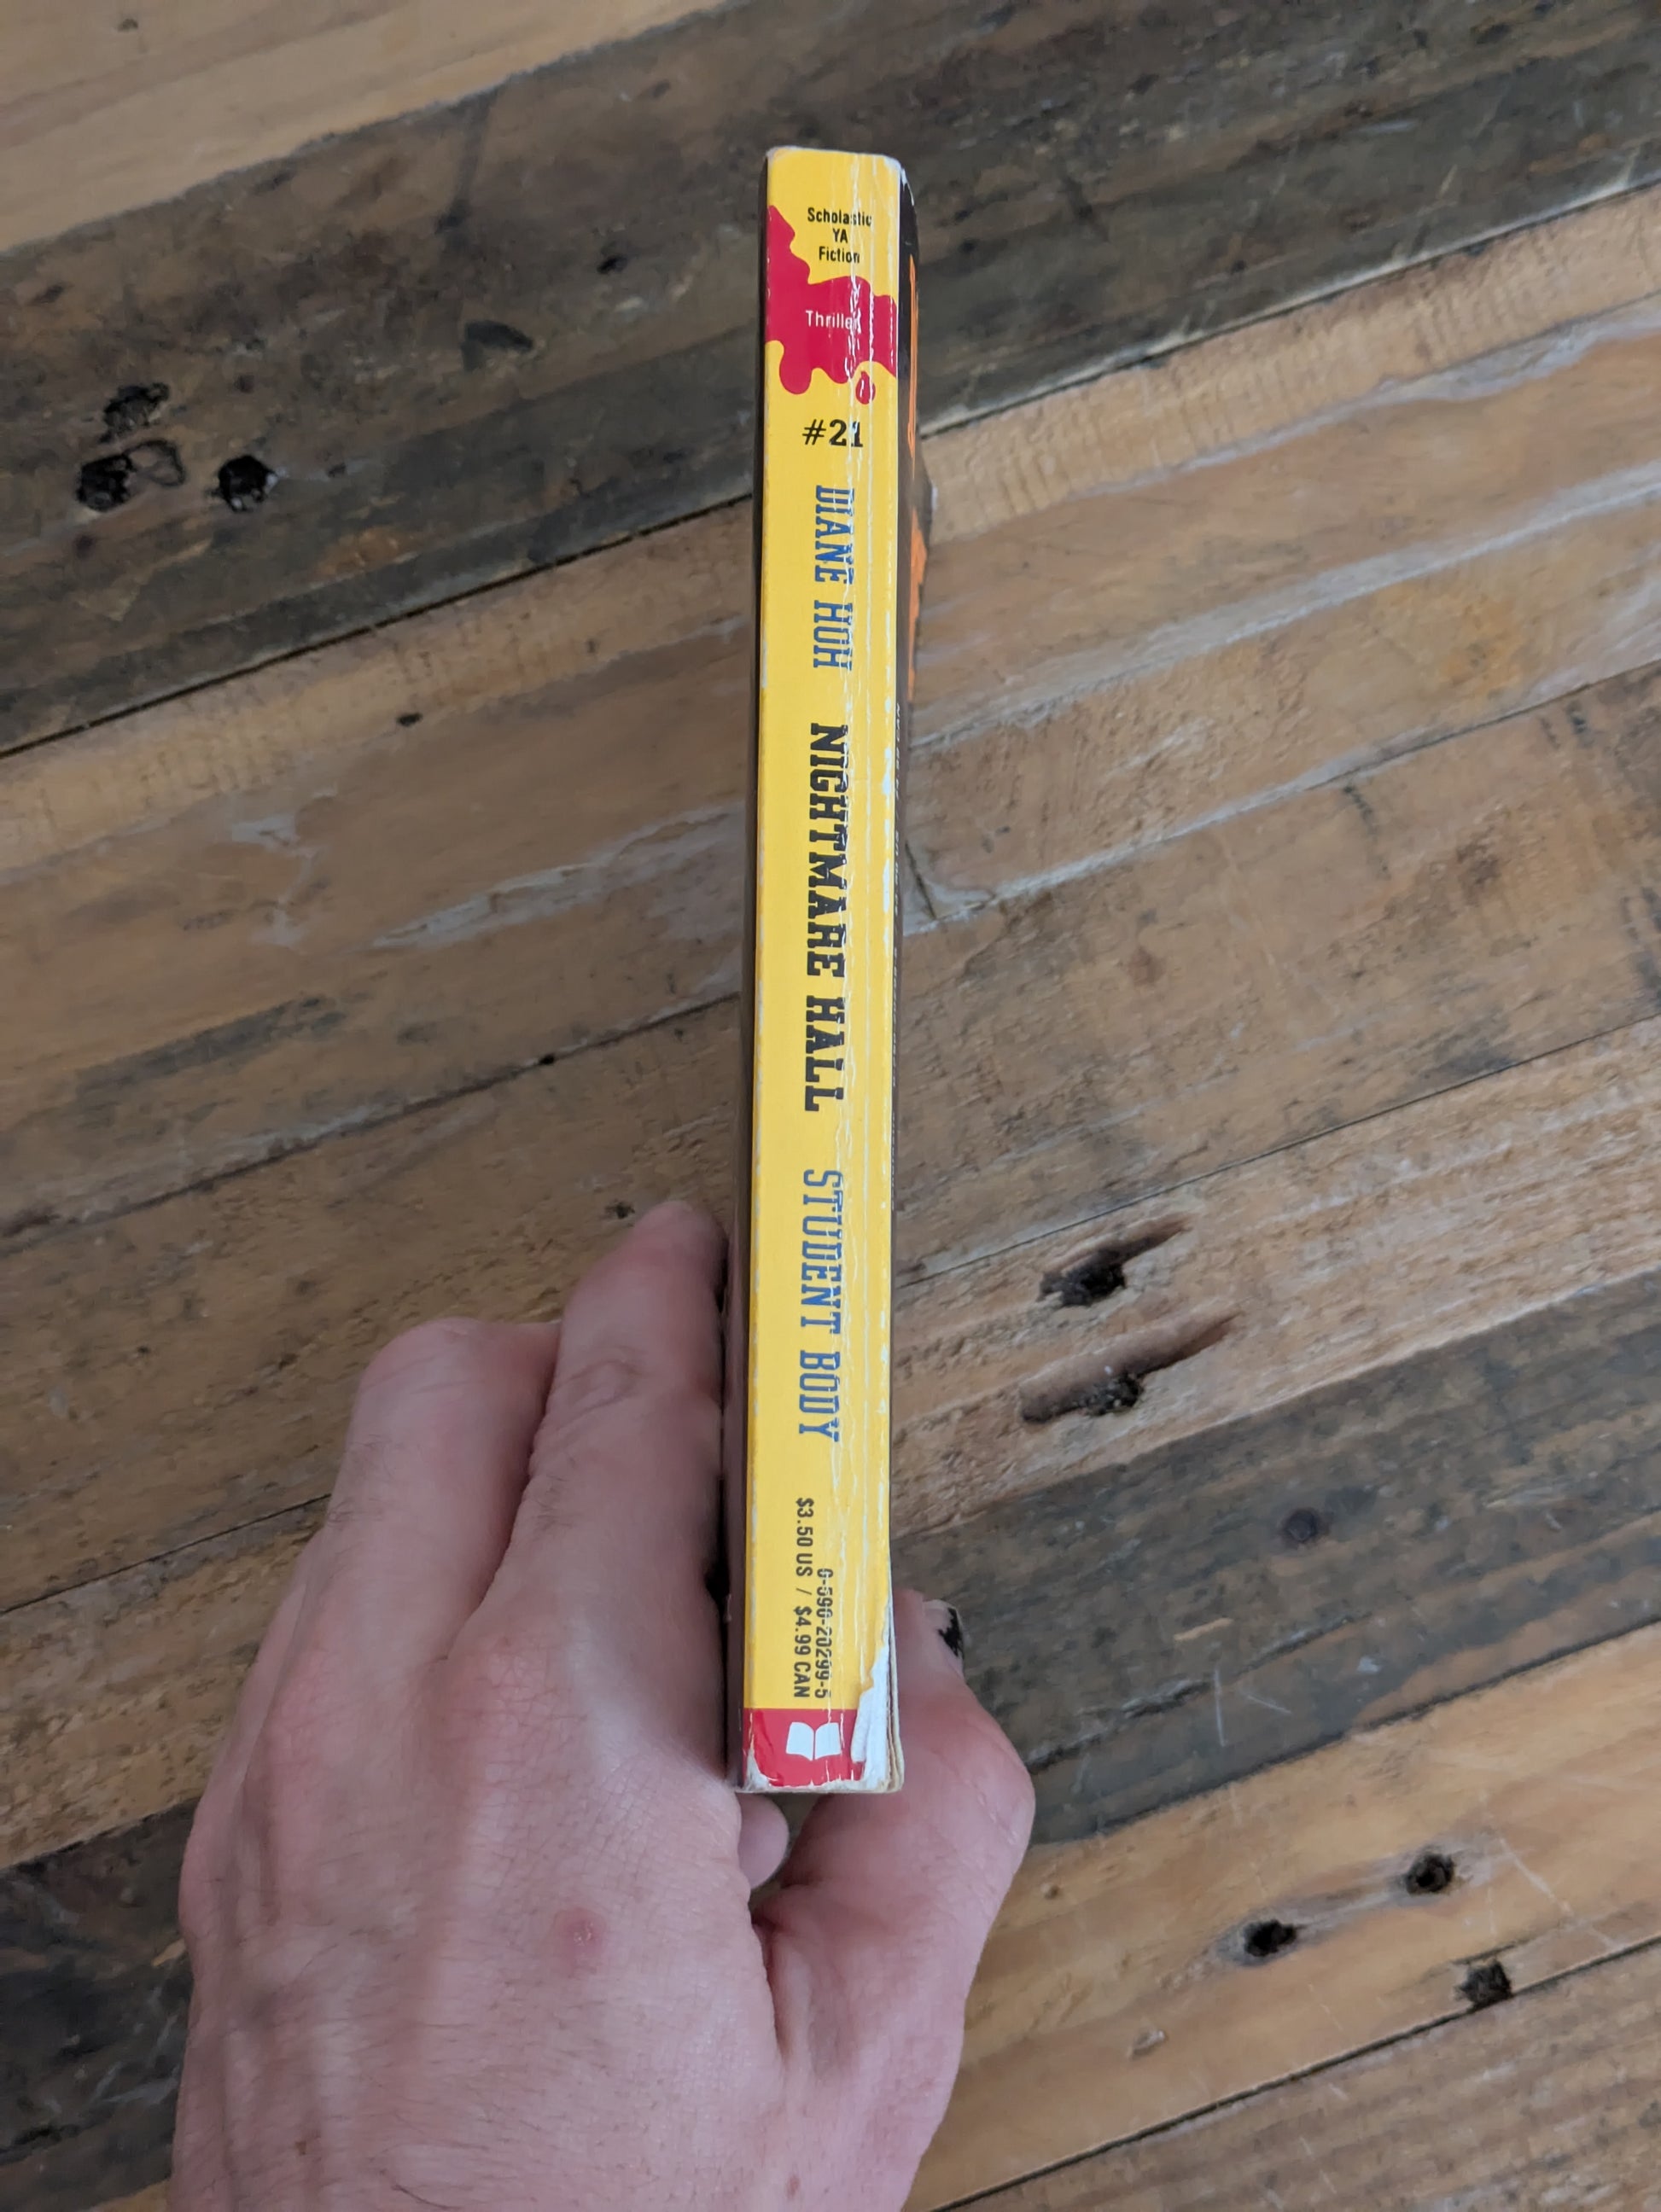 Scholastic
YA
Fiction
Thriller
#21
DIANE HOH NIGHTMARE HALL STUDENT BODY
0-590-20299-5
$3.50 US / $4.99 CAN